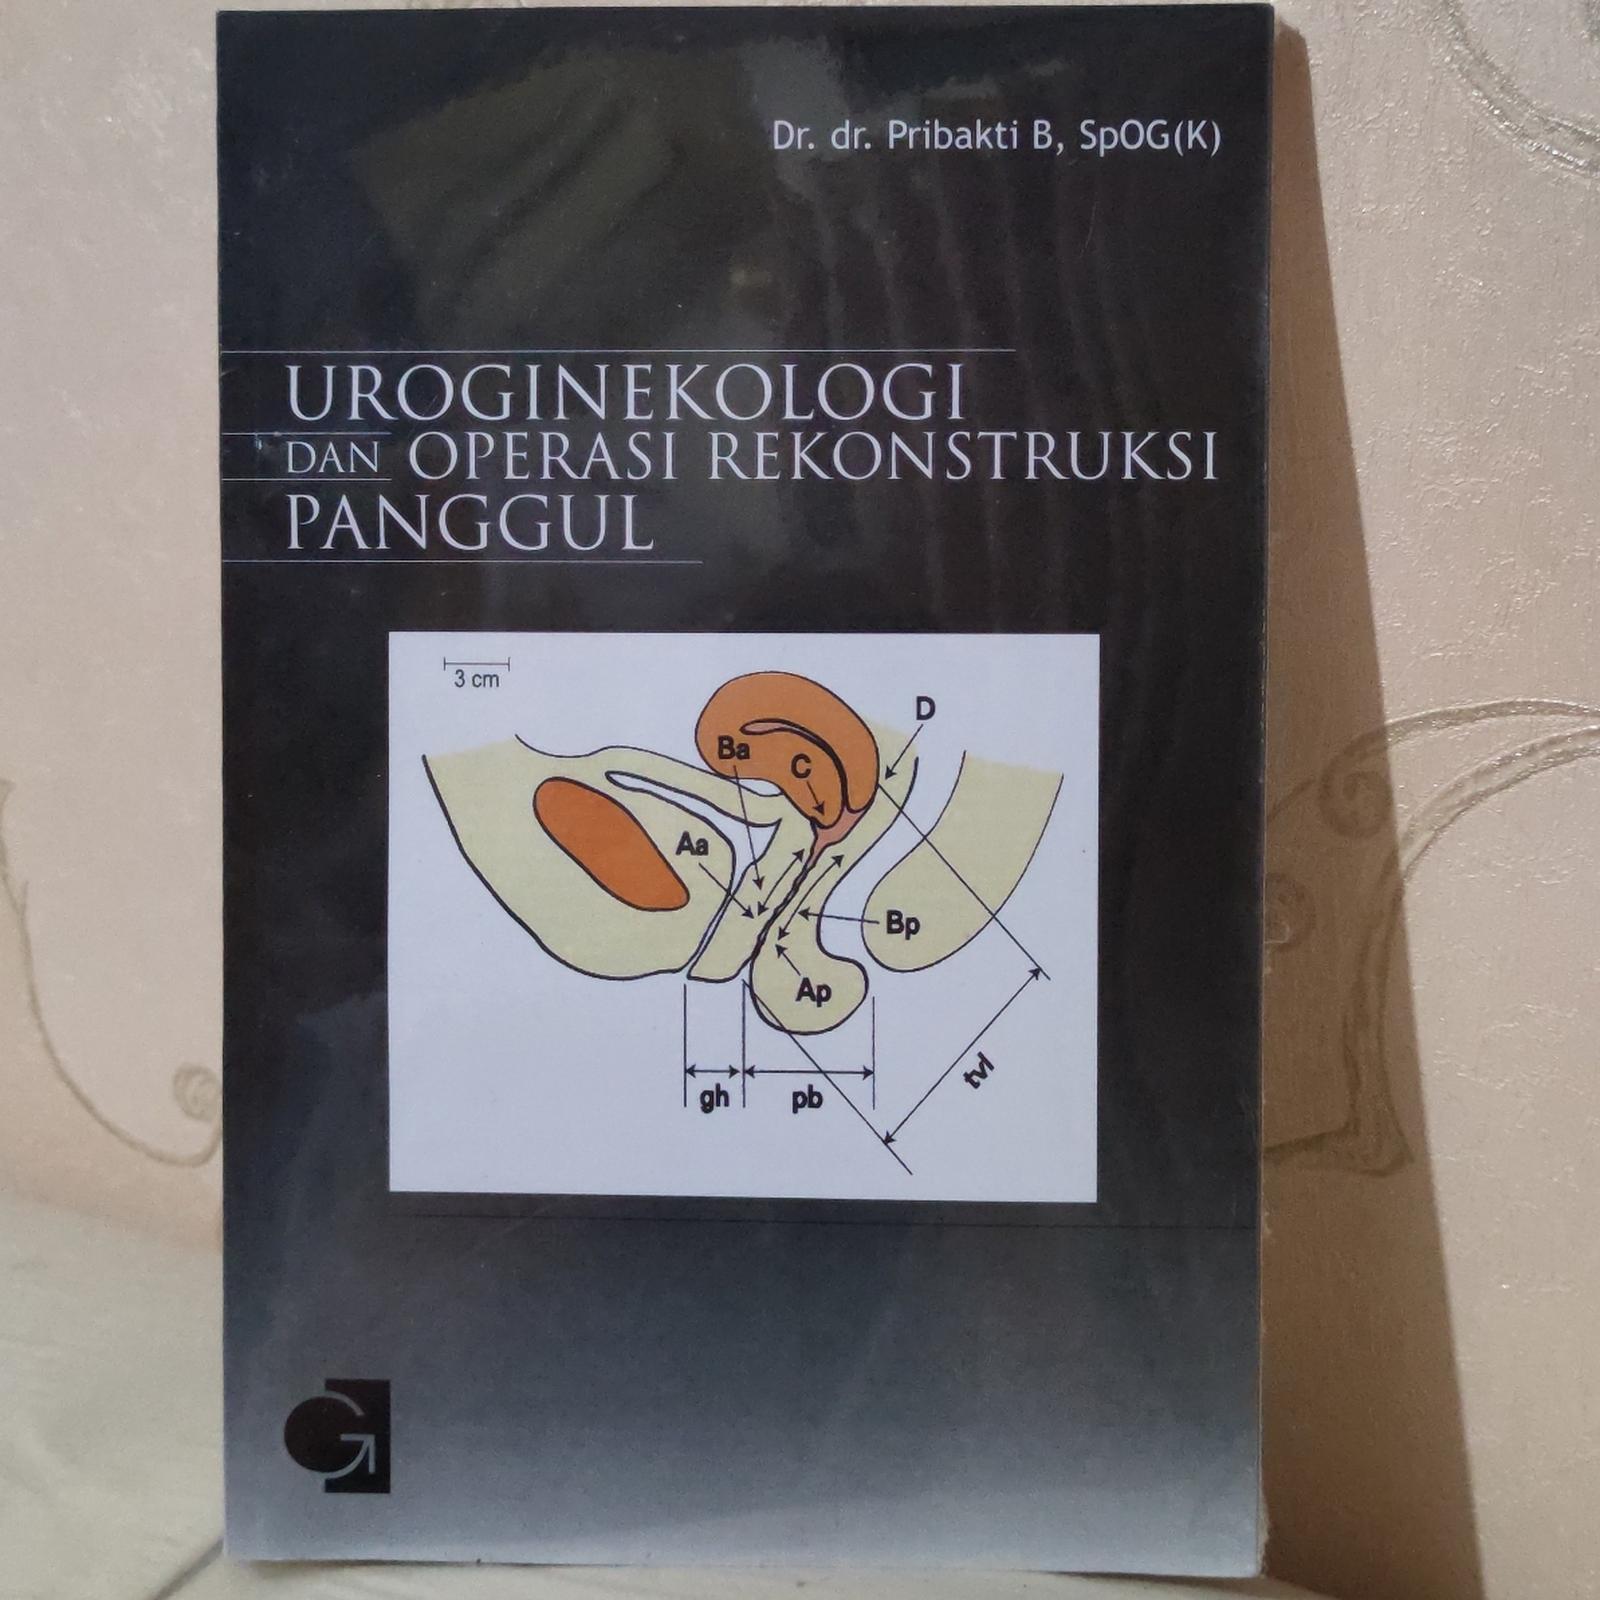 Dr. dr. Pribakti B, SpOG(K)
UROGINEKOLOGI
DAN OPERASI REKONSTRUKSI
PANGGUL
3 cm
D
Ba
C
Aa
Bp
Ap
tvl
gh
pb